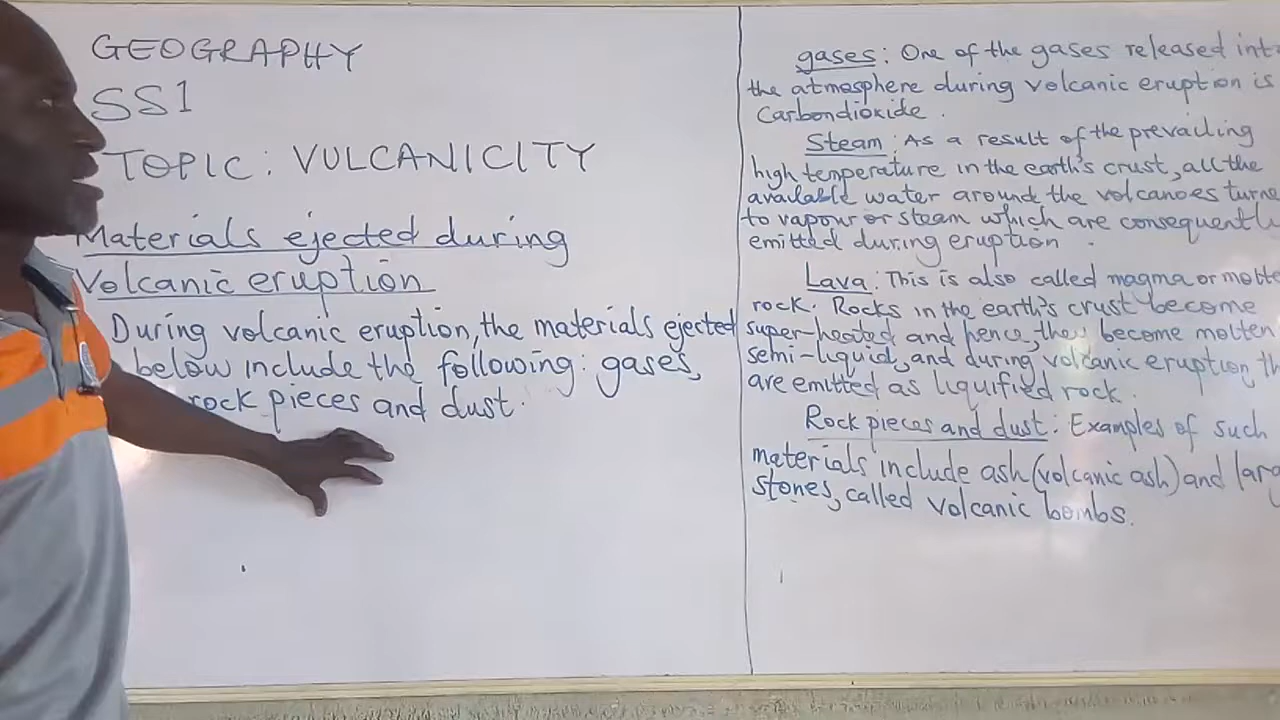 GEOGRAPHY
SS1
TOPIC: VULCANICITY
Materials ejected during
Volcanic eruption
During volcanic eruption, the materials ejected
below include the following: gases,
rock pieces and dust.
gases: One of the gases released int
the atmosphere during volcanic eruption is
Carbondioxide.
Steam: As a result of the prevailing
high temperature in the earth's crust, all the
available water around the volcanoes turne
to vapour or steam which are consequently
emitted during eruption.
Lava: This is also called magma or molte
rock. Rocks in the earth's crust become
super-heated and hence, they become molten
semi-liquid, and during volcanic eruption th
are emitted as liquified rock.
Rock pieces and dust: Examples of such
materials include ash (volcanic ash) and larg
stones, called volcanic bombs.